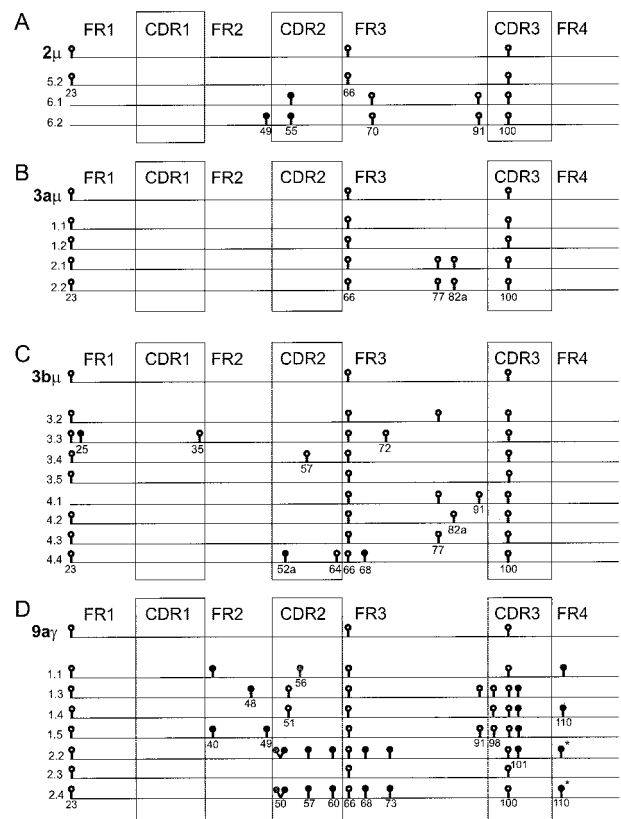 A FR1 CDR1 FR2 CDR2 FR3 CDR3 FR4
2μ
5.2
23 66
6.1
6.2
49 55 70 91 100
B FR1 CDR1 FR2 CDR2 FR3 CDR3 FR4
3aμ
1.1
1.2
2.1
2.2
23 66 77 82a 100
C FR1 CDR1 FR2 CDR2 FR3 CDR3 FR4
3bμ
3.2
3.3
25 35 72
3.4
57
3.5
4.1
91
4.2
82a
4.3
77
4.4
23 52a 64 66 68 100
D FR1 CDR1 FR2 CDR2 FR3 CDR3 FR4
9aγ
1.1
56
1.3
48
1.4
51 110
1.5
40 49 91 98
2.2 *
101
2.3
2.4 *
23 50 57 60 66 68 73 100 110